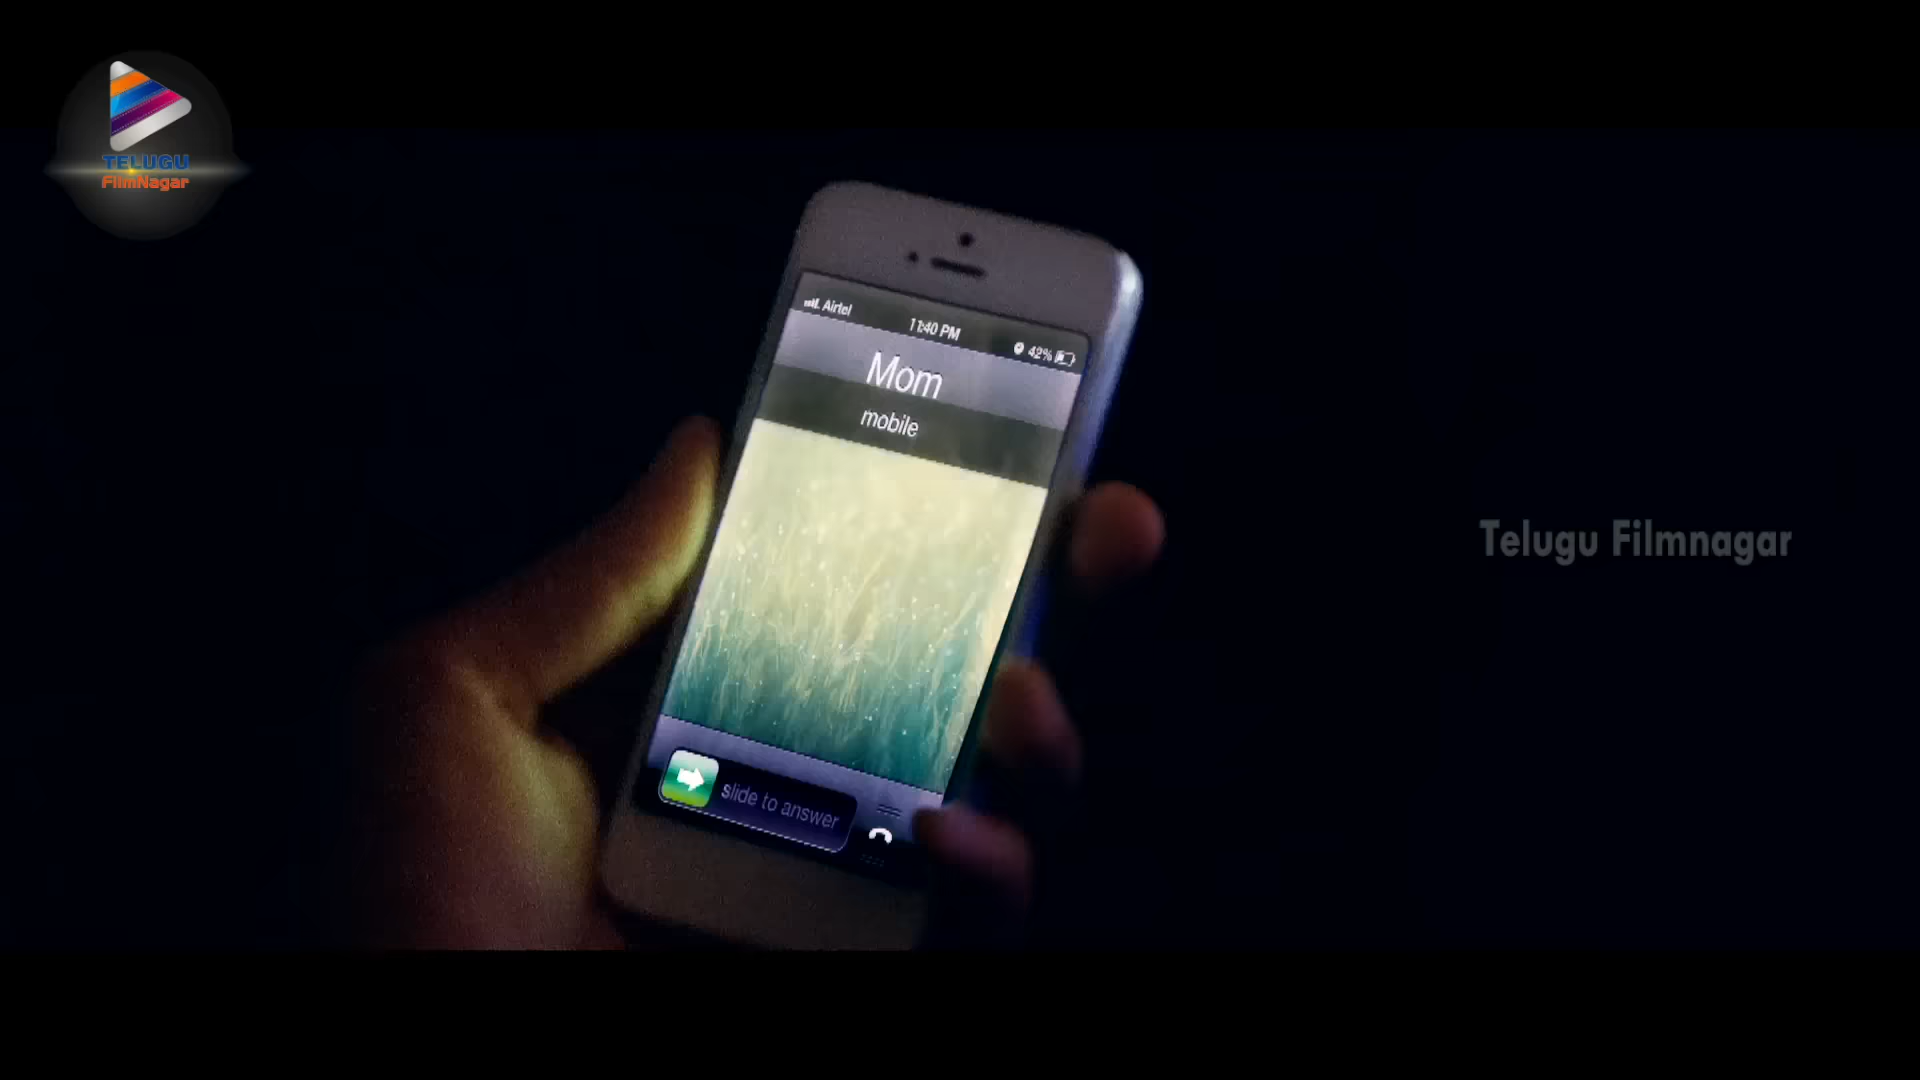 TELUGU
FilmNagar
Airtel 11:40 PM 42%
Mom
mobile
Telugu Filmnagar
slide to answer